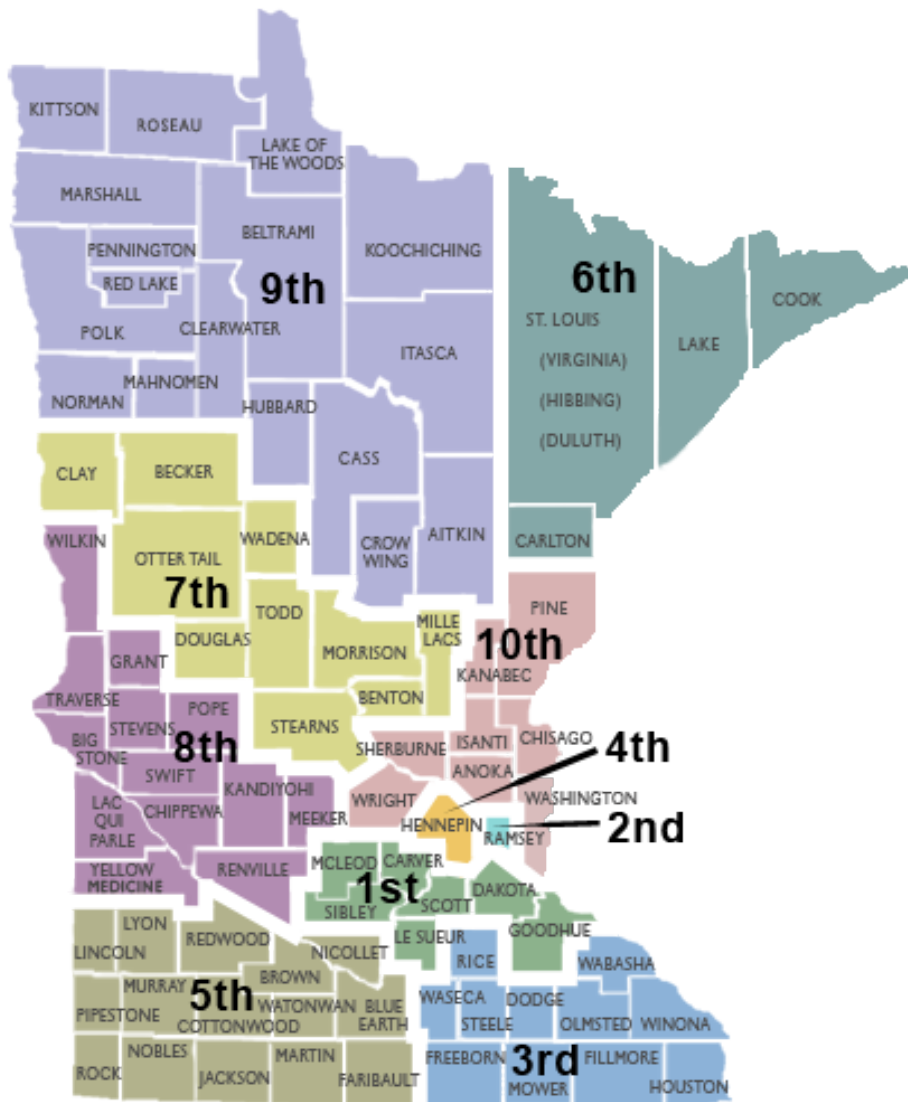 KITTSON
ROSEAU
LAKE OF
THE WOODS
MARSHALL
BELTRAMI
KOOCHICHING
PENNINGTON
RED LAKE
9th
6th
COOK
POLK
CLEARWATER
ST. LOUIS
LAKE
ITASCA
(VIRGINIA)
MAHNOMEN
NORMAN
HUBBARD
(HIBBING)
(DULUTH)
CLAY
BECKER
CASS
WILKIN
WADENA
AITKIN
CROW
WING
CARLTON
OTTER TAIL
7th
TODD
PINE
MILLE
LACS
DOUGLAS
MORRISON
10th
GRANT
KANABEC
TRAVERSE
BENTON
POPE
STEVENS
STEARNS
BIG
STONE
8th
SHERBURNE
ISANTI
CHISAGO
4th
SWIFT
ANOKA
KANDIYOHI
WRIGHT
WASHINGTON
LAC
QUI
PARLE
CHIPPEWA
MEEKER
HENNEPIN
RAMSEY
2nd
RENVILLE
MCLEOD
CARVER
YELLOW
MEDICINE
1st
DAKOTA
SIBLEY
SCOTT
LYON
GOODHUE
REDWOOD
LE SUEUR
LINCOLN
NICOLLET
RICE
WABASHA
BROWN
MURRAY
5th
WASECA
DODGE
PIPESTONE
WATONWAN
BLUE
EARTH
COTTONWOOD
STEELE
OLMSTED
WINONA
NOBLES
MARTIN
FREEBORN
3rd
FILLMORE
ROCK
JACKSON
FARIBAULT
MOWER
HOUSTON